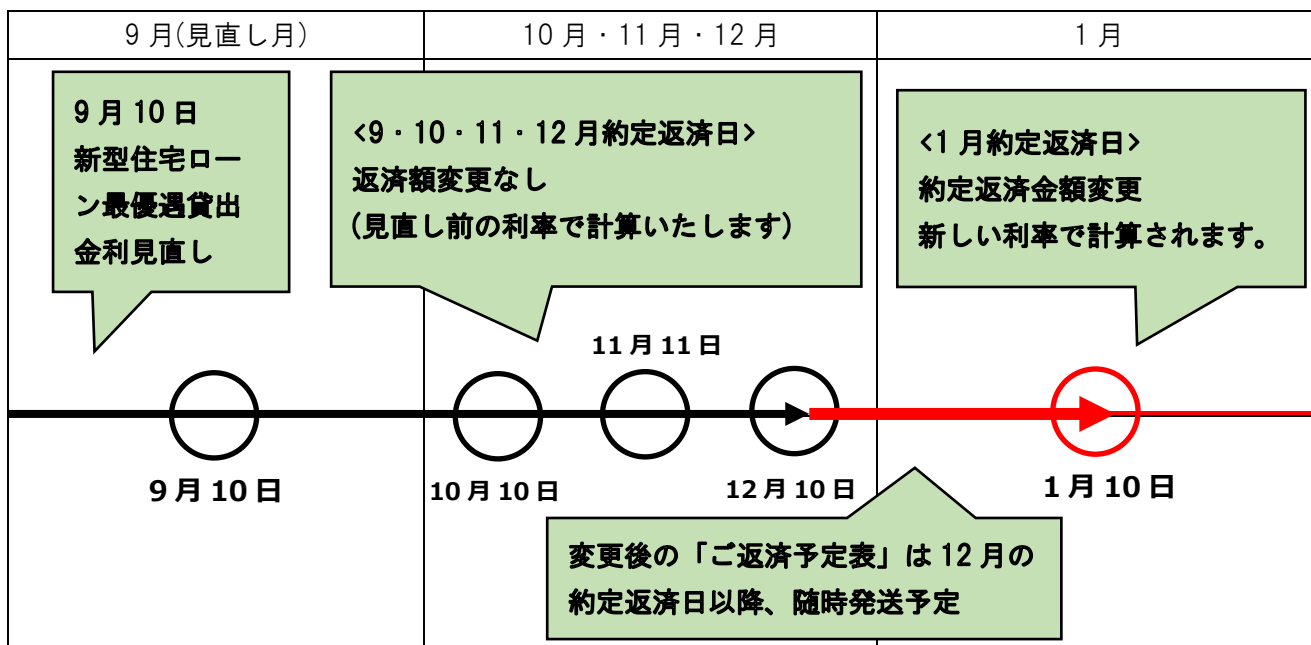 9月(見直し月)
10月・11月・12月
1月
9月10日
新型住宅ロー
ン最優遇貸出
金利見直し
<9・10・11・12月約定返済日>
返済額変更なし
(見直し前の利率で計算いたします)
<1月約定返済日>
約定返済金額変更
新しい利率で計算されます。
11月11日
9月10日
10月10日
12月10日
1月10日
変更後の「ご返済予定表」は12月の
約定返済日以降、随時発送予定